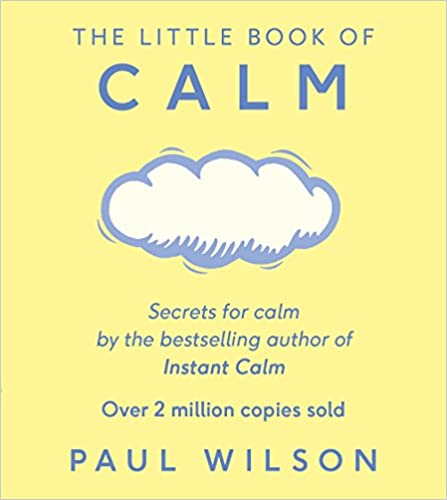 THE LITTLE BOOK OF
CALM
Secrets for calm
by the bestselling author of
Instant Calm
Over 2 million copies sold
PAUL WILSON